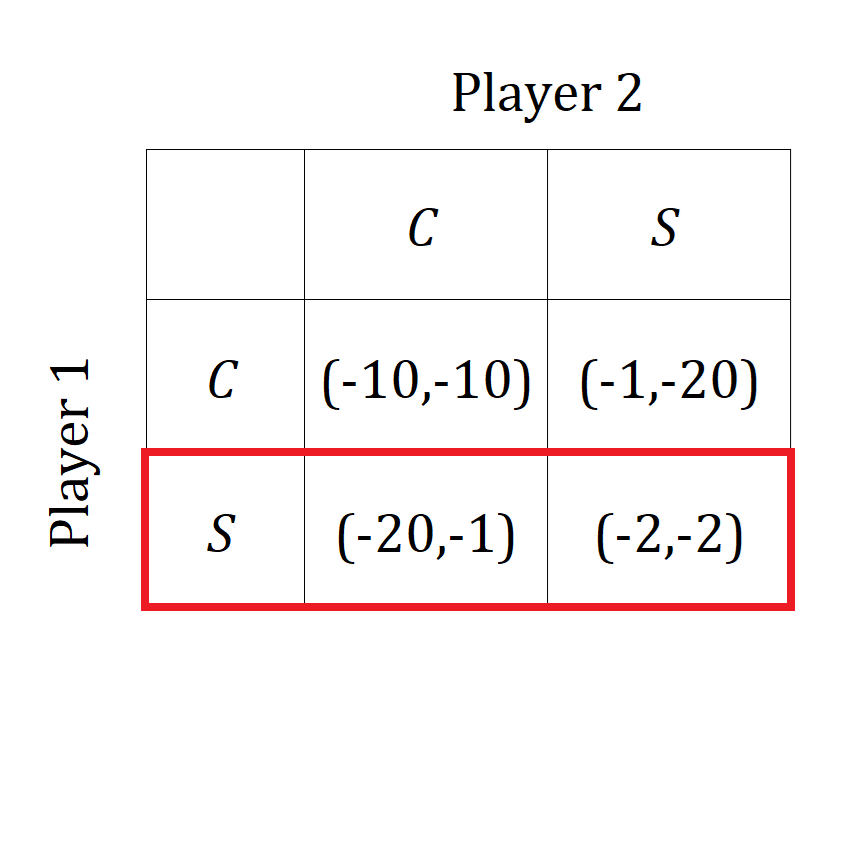 Player 2
C S
Player 1
C (-10,-10) (-1,-20)
S (-20,-1) (-2,-2)